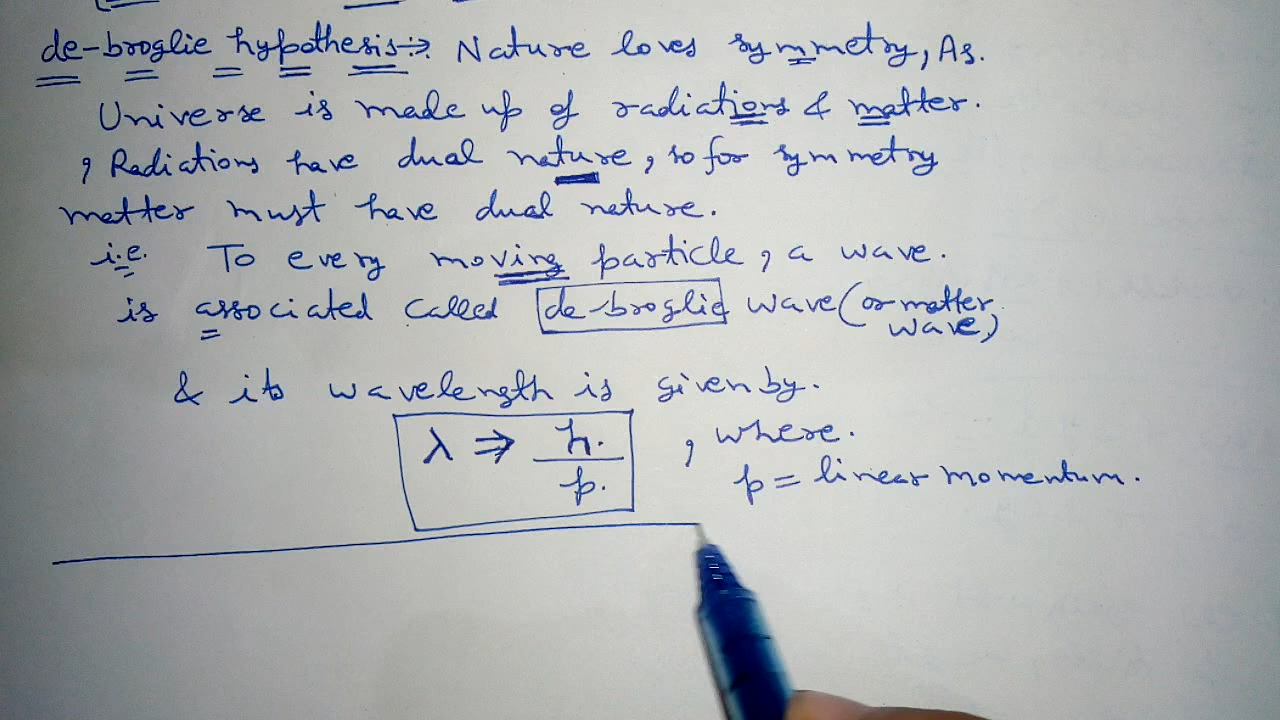 de-broglie hypothesis:→ Nature loves symmetry, As.
Universe is made up of radiations & matter.
, Radiations have dual nature, so for symmetry
matter must have dual nature.
i.e. To every moving particle, a wave.
is associated called de-broglie wave (or matter
wave)
& its wavelength is given by.
λ ⇒ h. / p. , where.
p = linear momentum.